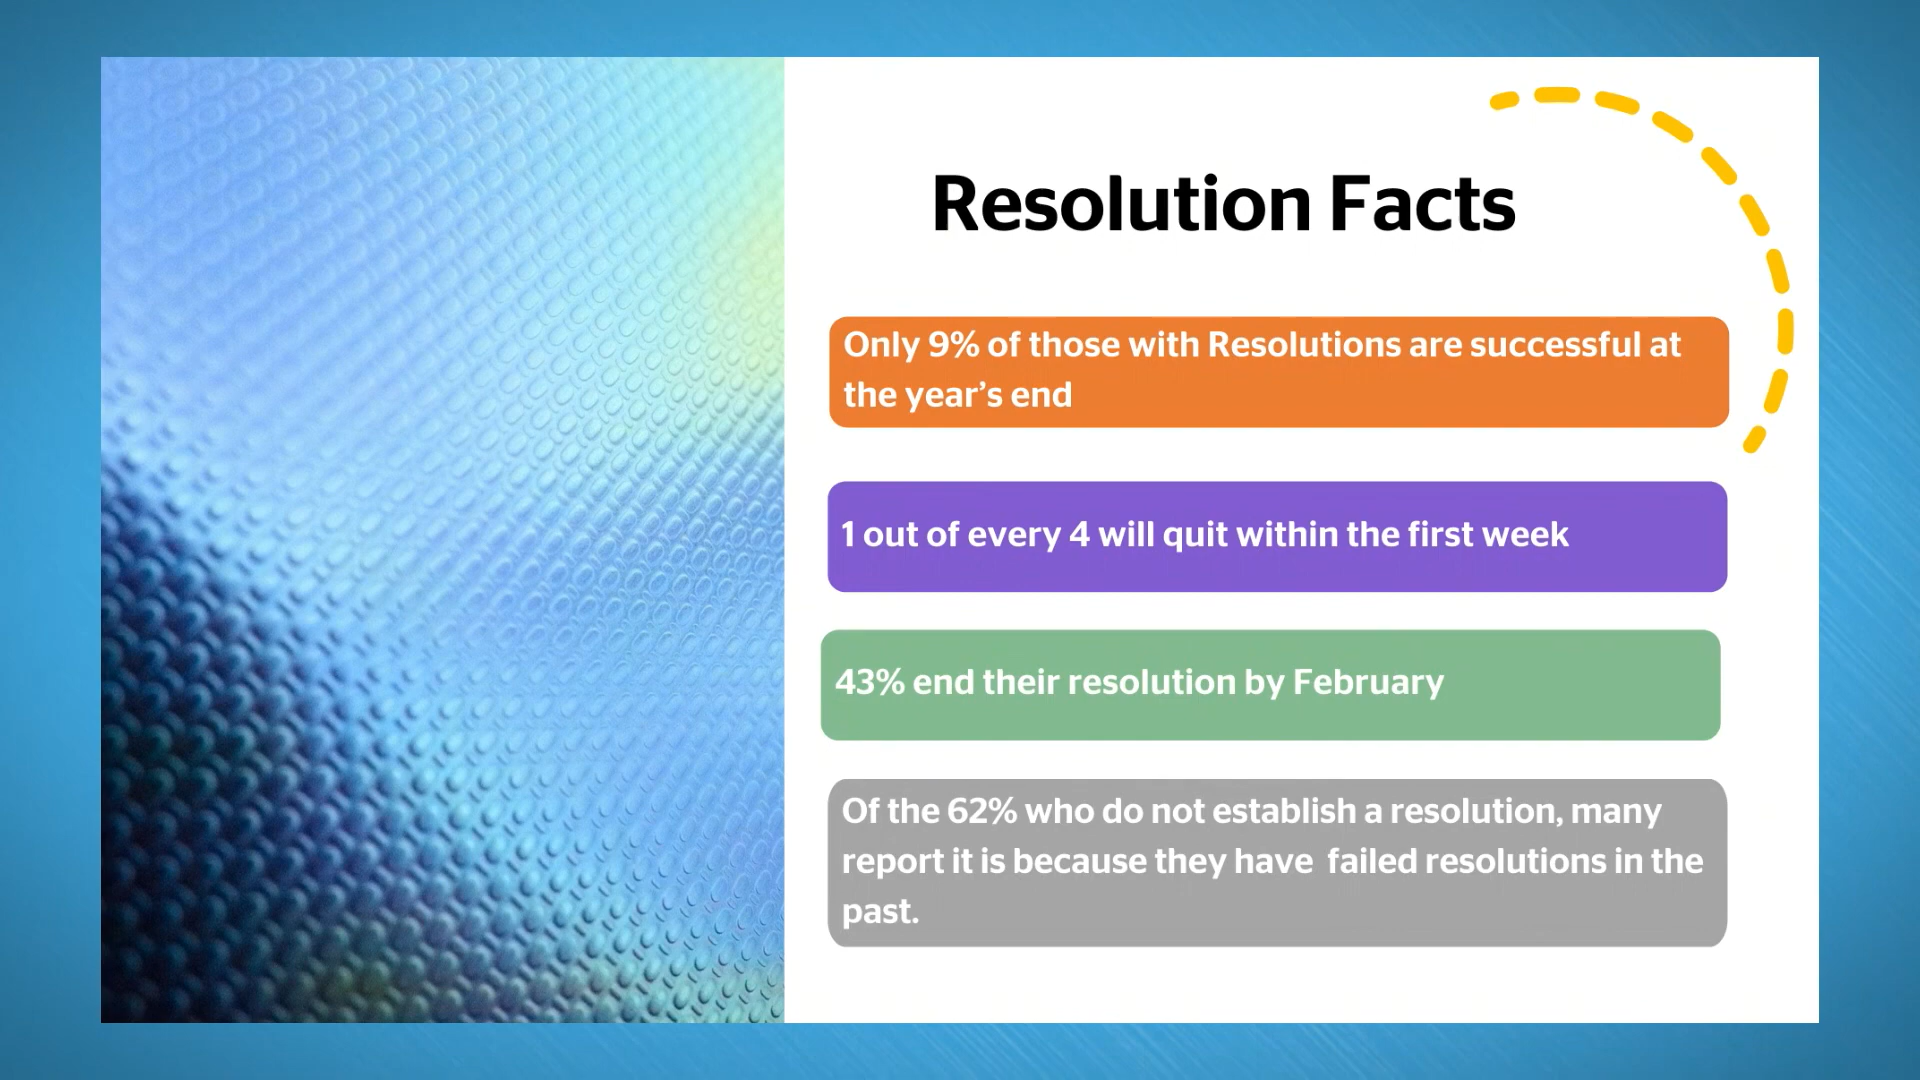 Resolution Facts
Only 9% of those with Resolutions are successful at
the year’s end
1 out of every 4 will quit within the first week
43% end their resolution by February
Of the 62% who do not establish a resolution, many
report it is because they have  failed resolutions in the
past.